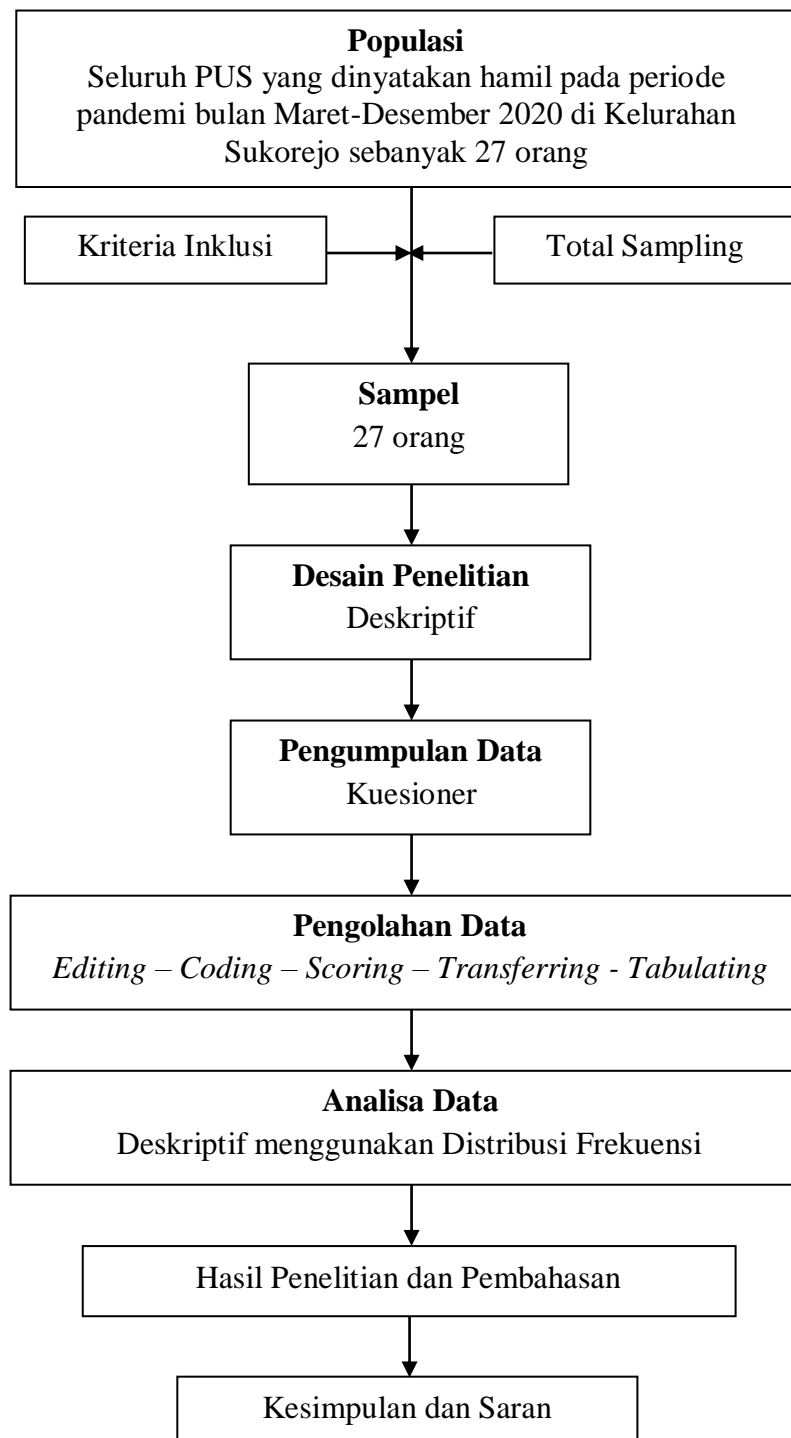 Populasi
Seluruh PUS yang dinyatakan hamil pada periode
pandemi bulan Maret-Desember 2020 di Kelurahan
Sukorejo sebanyak 27 orang
Kriteria Inklusi
Total Sampling
Sampel
27 orang
Desain Penelitian
Deskriptif
Pengumpulan Data
Kuesioner
Pengolahan Data
Editing – Coding – Scoring – Transferring - Tabulating
Analisa Data
Deskriptif menggunakan Distribusi Frekuensi
Hasil Penelitian dan Pembahasan
Kesimpulan dan Saran